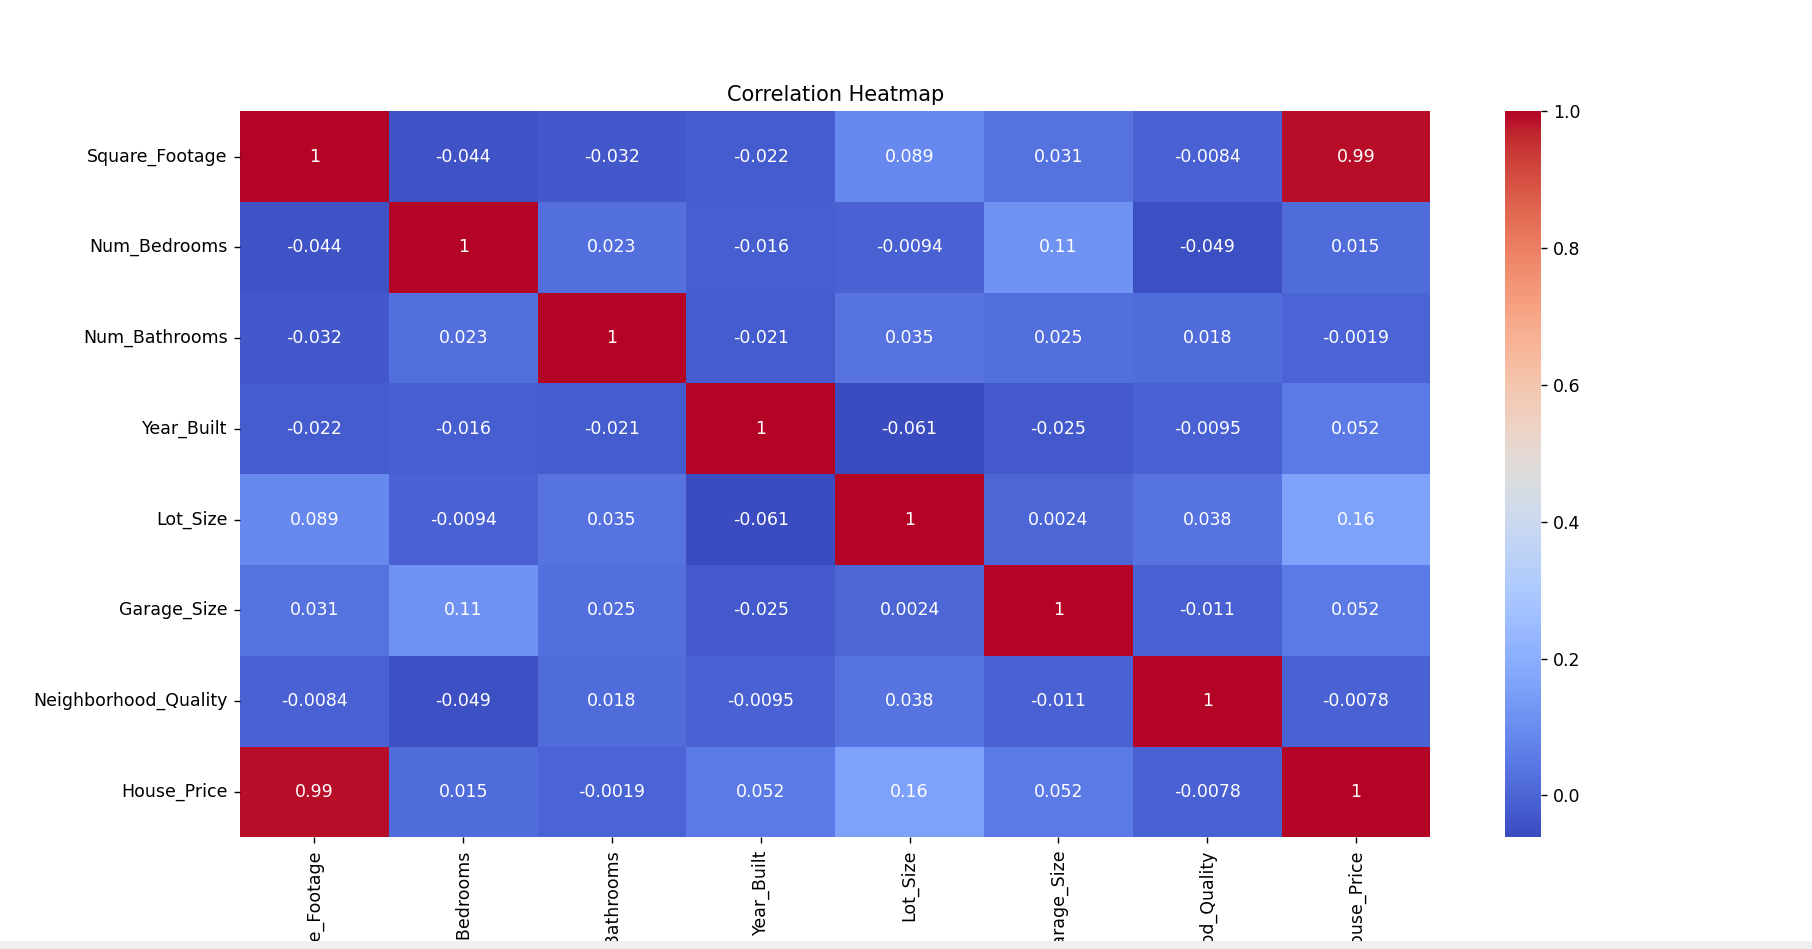 Correlation Heatmap
Square_Footage 1 -0.044 -0.032 -0.022 0.089 0.031 -0.0084 0.99
Num_Bedrooms -0.044 1 0.023 -0.016 -0.0094 0.11 -0.049 0.015
Num_Bathrooms -0.032 0.023 1 -0.021 0.035 0.025 0.018 -0.0019
Year_Built -0.022 -0.016 -0.021 1 -0.061 -0.025 -0.0095 0.052
Lot_Size 0.089 -0.0094 0.035 -0.061 1 0.0024 0.038 0.16
Garage_Size 0.031 0.11 0.025 -0.025 0.0024 1 -0.011 0.052
Neighborhood_Quality -0.0084 -0.049 0.018 -0.0095 0.038 -0.011 1 -0.0078
House_Price 0.99 0.015 -0.0019 0.052 0.16 0.052 -0.0078 1
e_Footage
Bedrooms
Bathrooms
Year_Built
Lot_Size
arage_Size
od_Quality
ouse_Price
1.0
0.8
0.6
0.4
0.2
0.0